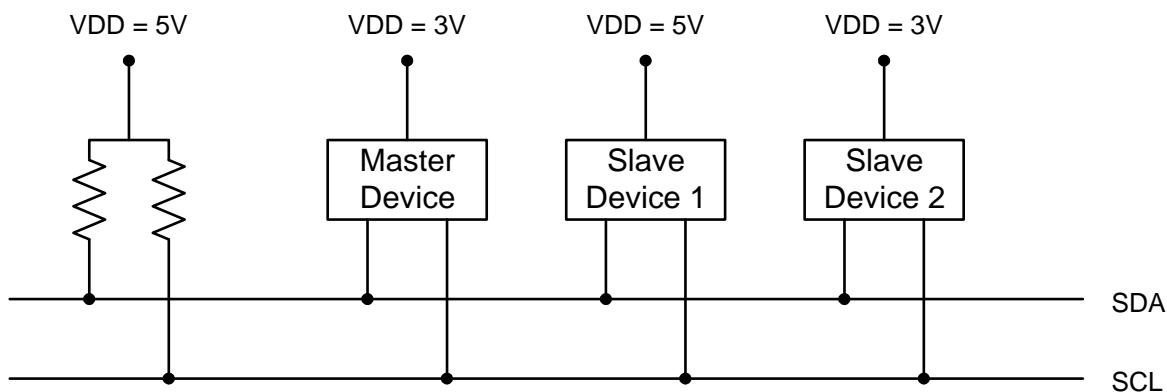 VDD = 5V
VDD = 3V
VDD = 5V
VDD = 3V
Master
Device
Slave
Device 1
Slave
Device 2
SDA
SCL